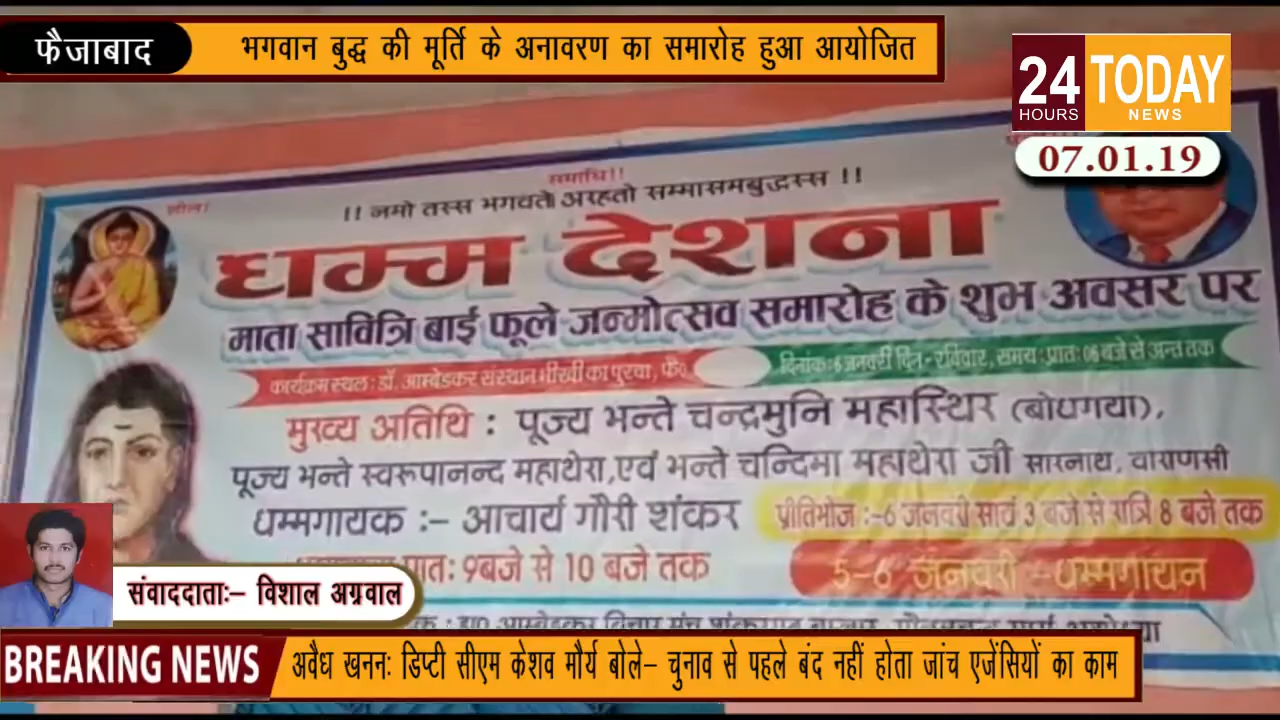 फैजाबाद
भगवान बुद्ध की मूर्ति के अनावरण का समारोह हुआ आयोजित
24 TODAY
HOURS NEWS
07.01.19
समाधि!!
!! नमो तस्स भगवतो अरहतो सम्मासमबुद्धस्स !!
धम्म देशना
माता सावित्रि बाई फूले जन्मोत्सव समारोह के शुभ अवसर पर
कार्यक्रम स्थल: डॉ. आम्बेडकर संस्थान भीखी का पुरवा, फै०
दिनांक: 6 जनवरी दिन - रविवार, समय: प्रात: 08 बजे से अन्त तक
मुख्य अतिथि : पूज्य भन्ते चन्द्रमुनि महास्थिर (बोधगया),
पूज्य भन्ते स्वरूपानन्द महाथेरा, एवं भन्ते चन्दिमा महाथेरा जी सारनाथ, वाराणसी
धम्मगायक :– आचार्य गौरी शंकर
प्रीतिभोज :-6 जनवरी सायं 3 बजे से रात्रि 8 बजे तक
9बजे से 10 बजे तक
5-6 जनवरी –धम्मगायन
संवाददाताः– विशाल अग्रवाल
BREAKING NEWS
अवैध खननः डिप्टी सीएम केशव मौर्य बोले– चुनाव से पहले बंद नहीं होता जांच एजेंसियों का काम